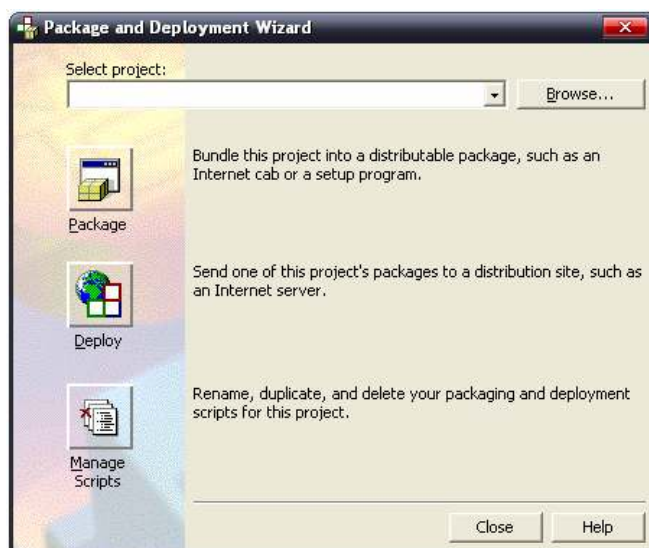 Package and Deployment Wizard
Select project:
Browse...
Bundle this project into a distributable package, such as an
Internet cab or a setup program.
Package
Send one of this project's packages to a distribution site, such as
an Internet server.
Deploy
Rename, duplicate, and delete your packaging and deployment
scripts for this project.
Manage
Scripts
Close
Help